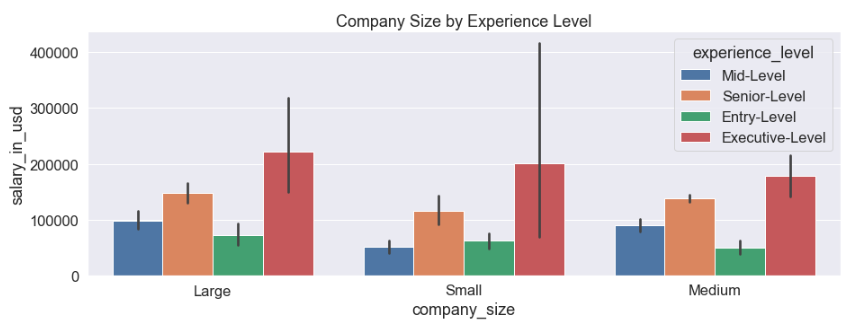 Company Size by Experience Level
experience_level
Mid-Level
Senior-Level
Entry-Level
Executive-Level
salary_in_usd
400000
300000
200000
100000
0
Large
Small
Medium
company_size